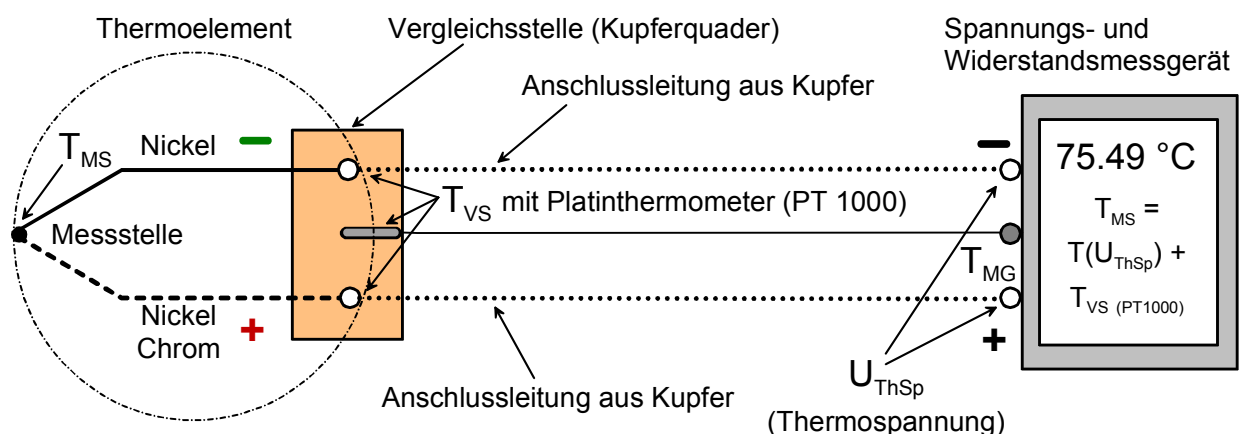 Thermoelement
Vergleichsstelle (Kupferquader)
Spannungs- und
Widerstandsmessgerät
Anschlussleitung aus Kupfer
T_MS
Nickel
−
−
75.49 °C
T_MS =
T(U_ThSp) +
T_VS (PT1000)
T_VS mit Platinthermometer (PT 1000)
Messstelle
T_MG
Nickel
Chrom
+
+
Anschlussleitung aus Kupfer
U_ThSp
(Thermospannung)